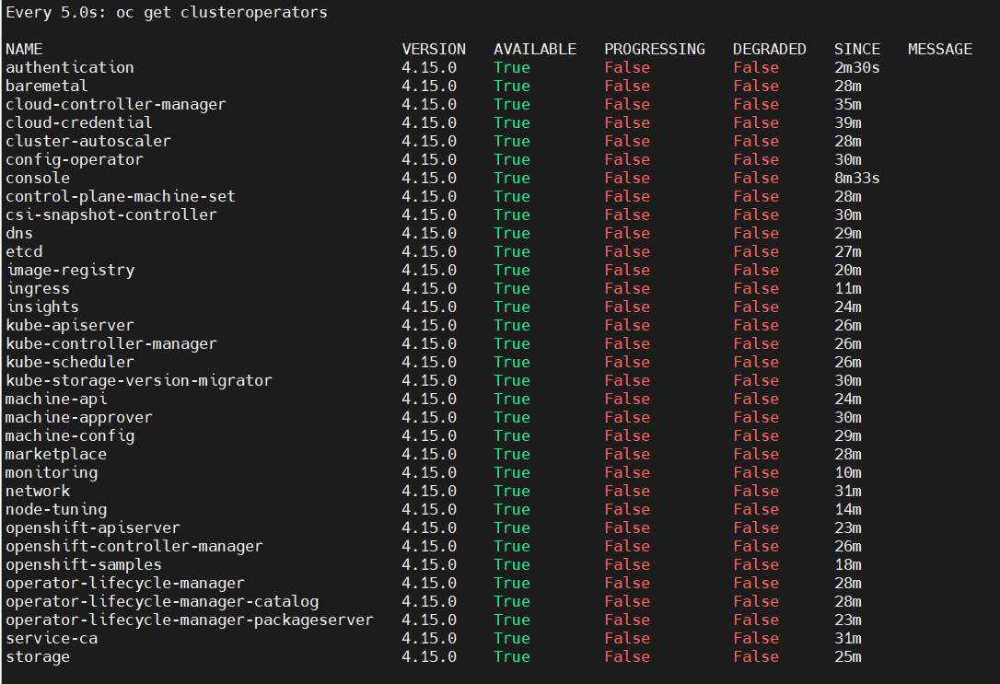 Every 5.0s: oc get clusteroperators
NAME VERSION AVAILABLE PROGRESSING DEGRADED SINCE MESSAGE
authentication 4.15.0 True False False 2m30s
baremetal 4.15.0 True False False 28m
cloud-controller-manager 4.15.0 True False False 35m
cloud-credential 4.15.0 True False False 39m
cluster-autoscaler 4.15.0 True False False 28m
config-operator 4.15.0 True False False 30m
console 4.15.0 True False False 8m33s
control-plane-machine-set 4.15.0 True False False 28m
csi-snapshot-controller 4.15.0 True False False 30m
dns 4.15.0 True False False 29m
etcd 4.15.0 True False False 27m
image-registry 4.15.0 True False False 20m
ingress 4.15.0 True False False 11m
insights 4.15.0 True False False 24m
kube-apiserver 4.15.0 True False False 26m
kube-controller-manager 4.15.0 True False False 26m
kube-scheduler 4.15.0 True False False 26m
kube-storage-version-migrator 4.15.0 True False False 30m
machine-api 4.15.0 True False False 24m
machine-approver 4.15.0 True False False 30m
machine-config 4.15.0 True False False 29m
marketplace 4.15.0 True False False 28m
monitoring 4.15.0 True False False 10m
network 4.15.0 True False False 31m
node-tuning 4.15.0 True False False 14m
openshift-apiserver 4.15.0 True False False 23m
openshift-controller-manager 4.15.0 True False False 26m
openshift-samples 4.15.0 True False False 18m
operator-lifecycle-manager 4.15.0 True False False 28m
operator-lifecycle-manager-catalog 4.15.0 True False False 28m
operator-lifecycle-manager-packageserver 4.15.0 True False False 23m
service-ca 4.15.0 True False False 31m
storage 4.15.0 True False False 25m